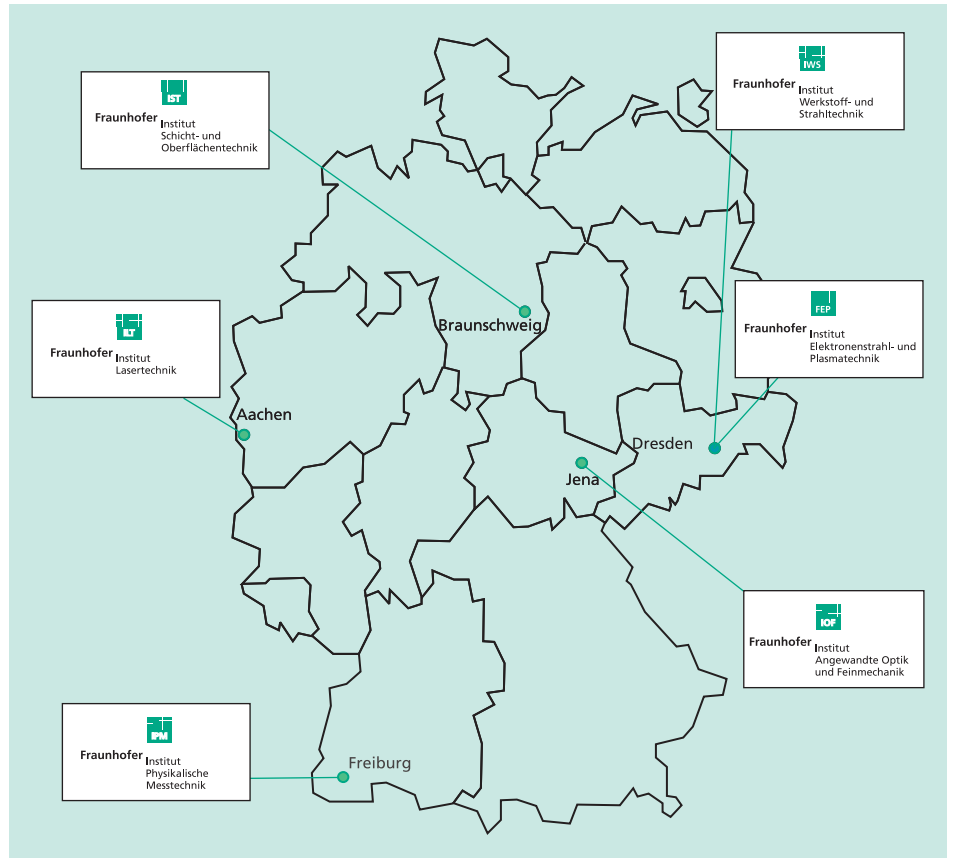 IWS
Fraunhofer Institut
Werkstoff- und
Strahltechnik
IST
Fraunhofer Institut
Schicht- und
Oberflächentechnik
FEP
Fraunhofer Institut
Elektronenstrahl- und
Plasmatechnik
Braunschweig
ILT
Fraunhofer Institut
Lasertechnik
Aachen
Dresden
Jena
IOF
Fraunhofer Institut
Angewandte Optik
und Feinmechanik
IPM
Fraunhofer Institut
Physikalische
Messtechnik
Freiburg